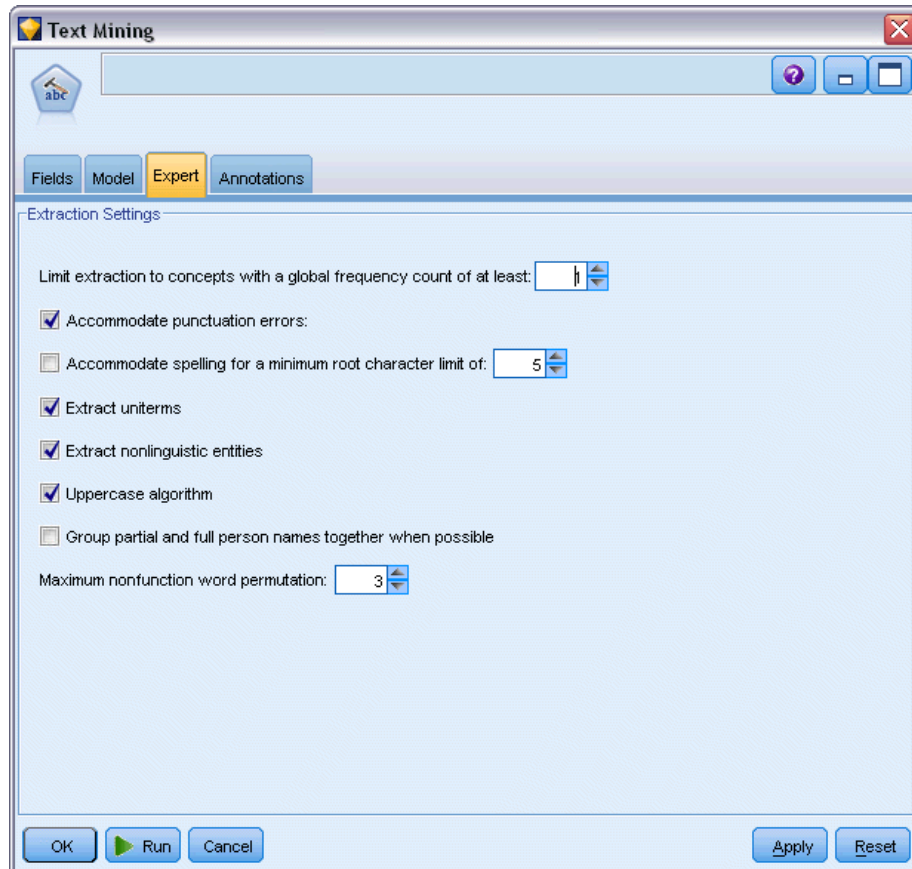 Text Mining
abc
Fields Model Expert Annotations
Extraction Settings
Limit extraction to concepts with a global frequency count of at least: 1
Accommodate punctuation errors:
Accommodate spelling for a minimum root character limit of: 5
Extract uniterms
Extract nonlinguistic entities
Uppercase algorithm
Group partial and full person names together when possible
Maximum nonfunction word permutation: 3
OK Run Cancel Apply Reset